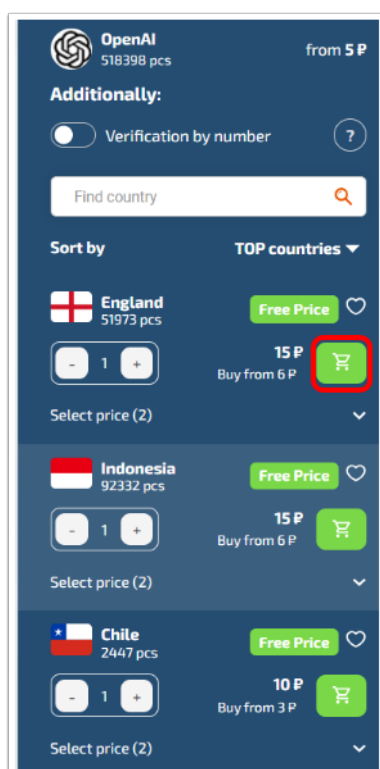 OpenAI
518398 pcs
from 5 ₽
Additionally:
Verification by number ?
Find country
Sort by TOP countries
England
51973 pcs
Free Price
- 1 +
15 ₽
Buy from 6 ₽
Select price (2)
Indonesia
92332 pcs
Free Price
- 1 +
15 ₽
Buy from 6 ₽
Select price (2)
Chile
2447 pcs
Free Price
- 1 +
10 ₽
Buy from 3 ₽
Select price (2)